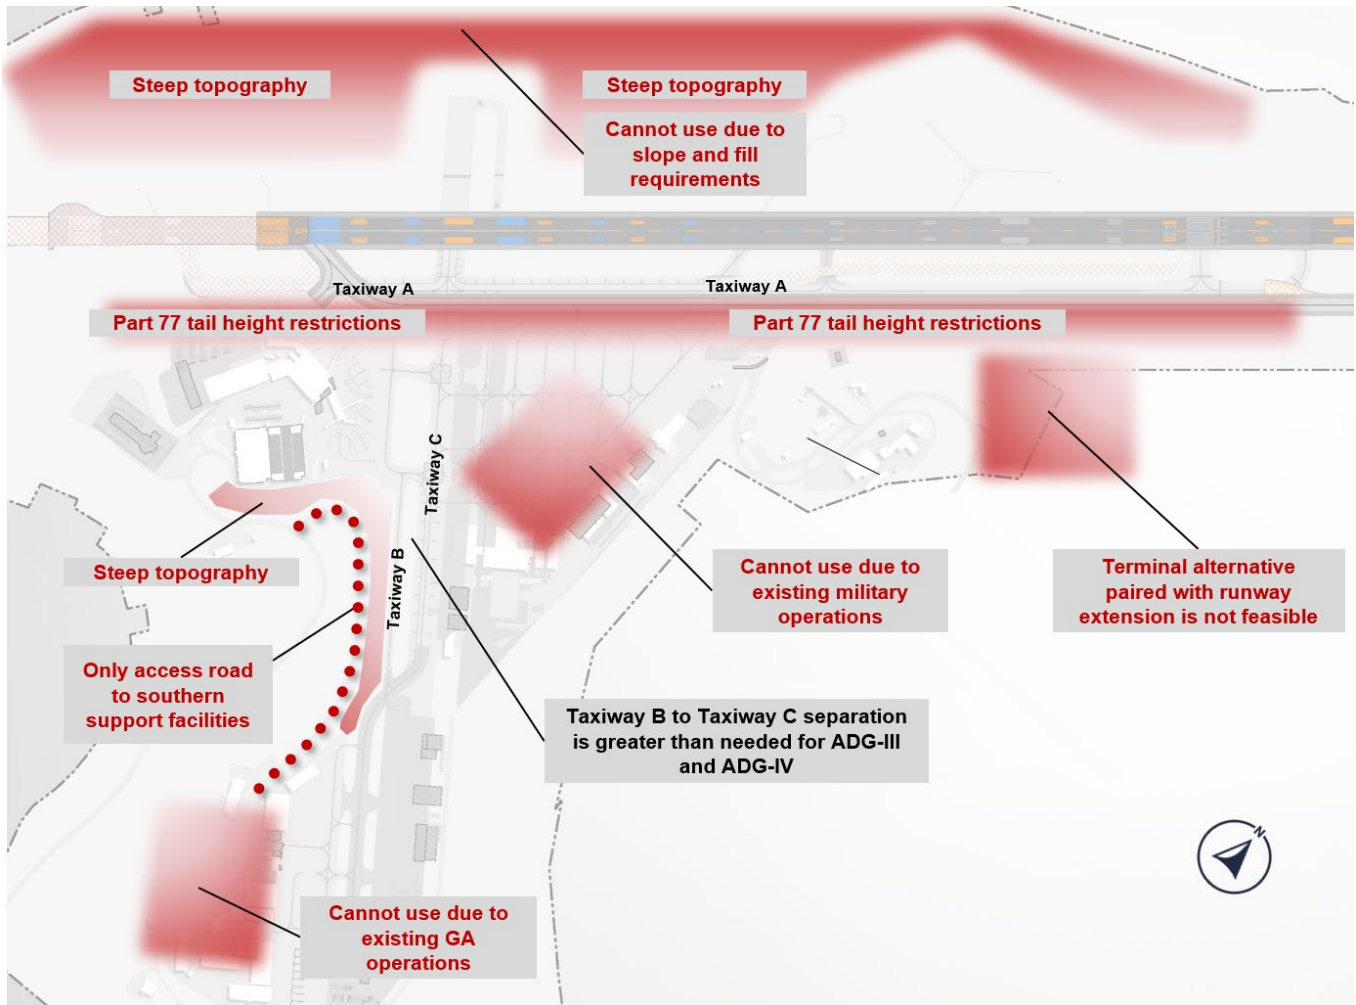 Steep topography
Steep topography
Cannot use due to
slope and fill
requirements
Taxiway A
Taxiway A
Part 77 tail height restrictions
Part 77 tail height restrictions
Taxiway C
Taxiway B
Steep topography
Cannot use due to
existing military
operations
Terminal alternative
paired with runway
extension is not feasible
Only access road
to southern
support facilities
Taxiway B to Taxiway C separation
is greater than needed for ADG-III
and ADG-IV
N
Cannot use due to
existing GA
operations